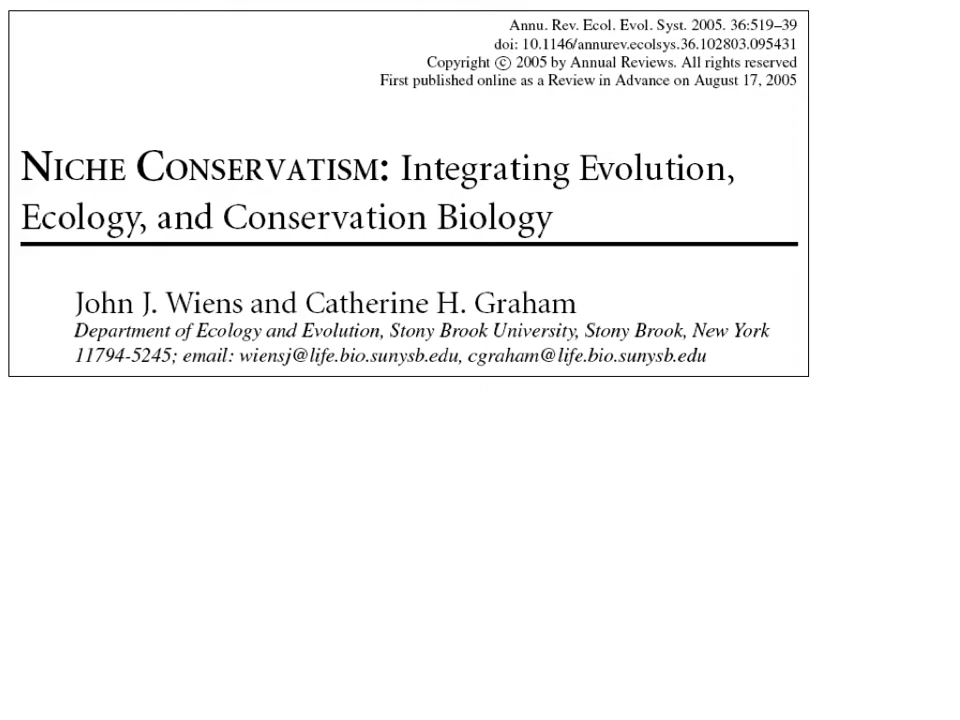 Annu. Rev. Ecol. Evol. Syst. 2005. 36:519–39
doi: 10.1146/annurev.ecolsys.36.102803.095431
Copyright © 2005 by Annual Reviews. All rights reserved
First published online as a Review in Advance on August 17, 2005
NICHE CONSERVATISM: Integrating Evolution,
Ecology, and Conservation Biology
John J. Wiens and Catherine H. Graham
Department of Ecology and Evolution, Stony Brook University, Stony Brook, New York
11794-5245; email: wiensj@life.bio.sunysb.edu, cgraham@life.bio.sunysb.edu